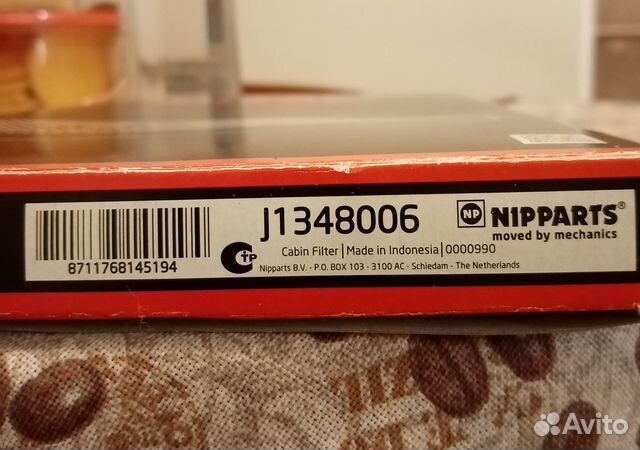 J1348006
NP NIPPARTS®
moved by mechanics
Cabin Filter | Made in Indonesia | 0000990
Nipparts B.V. - P.O. BOX 103 - 3100 AC - Schiedam - The Netherlands
8711768145194
Avito